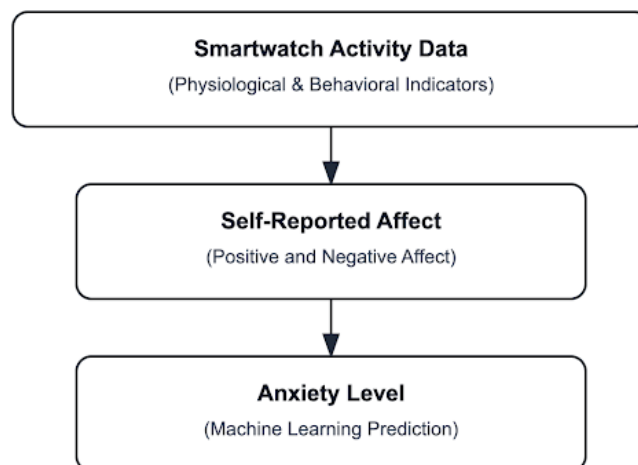 Smartwatch Activity Data
(Physiological & Behavioral Indicators)
Self-Reported Affect
(Positive and Negative Affect)
Anxiety Level
(Machine Learning Prediction)